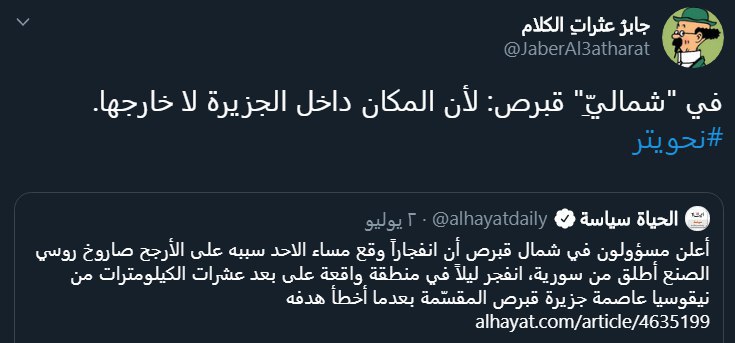 جابرُ عثراتِ الكلام
@JaberAl3atharat
في "شماليِّ" قبرص: لأن المكان داخل الجزيرة لا خارجها.
#نحويتر
الحياة سياسة @alhayatdaily · ٢ يوليو
أعلن مسؤولون في شمال قبرص أن انفجاراً وقع مساء الاحد سببه على الأرجح صاروخ روسي
الصنع أطلق من سورية، انفجر ليلاً في منطقة واقعة على بعد عشرات الكيلومترات من
نيقوسيا عاصمة جزيرة قبرص المقسّمة بعدما أخطأ هدفه
alhayat.com/article/4635199